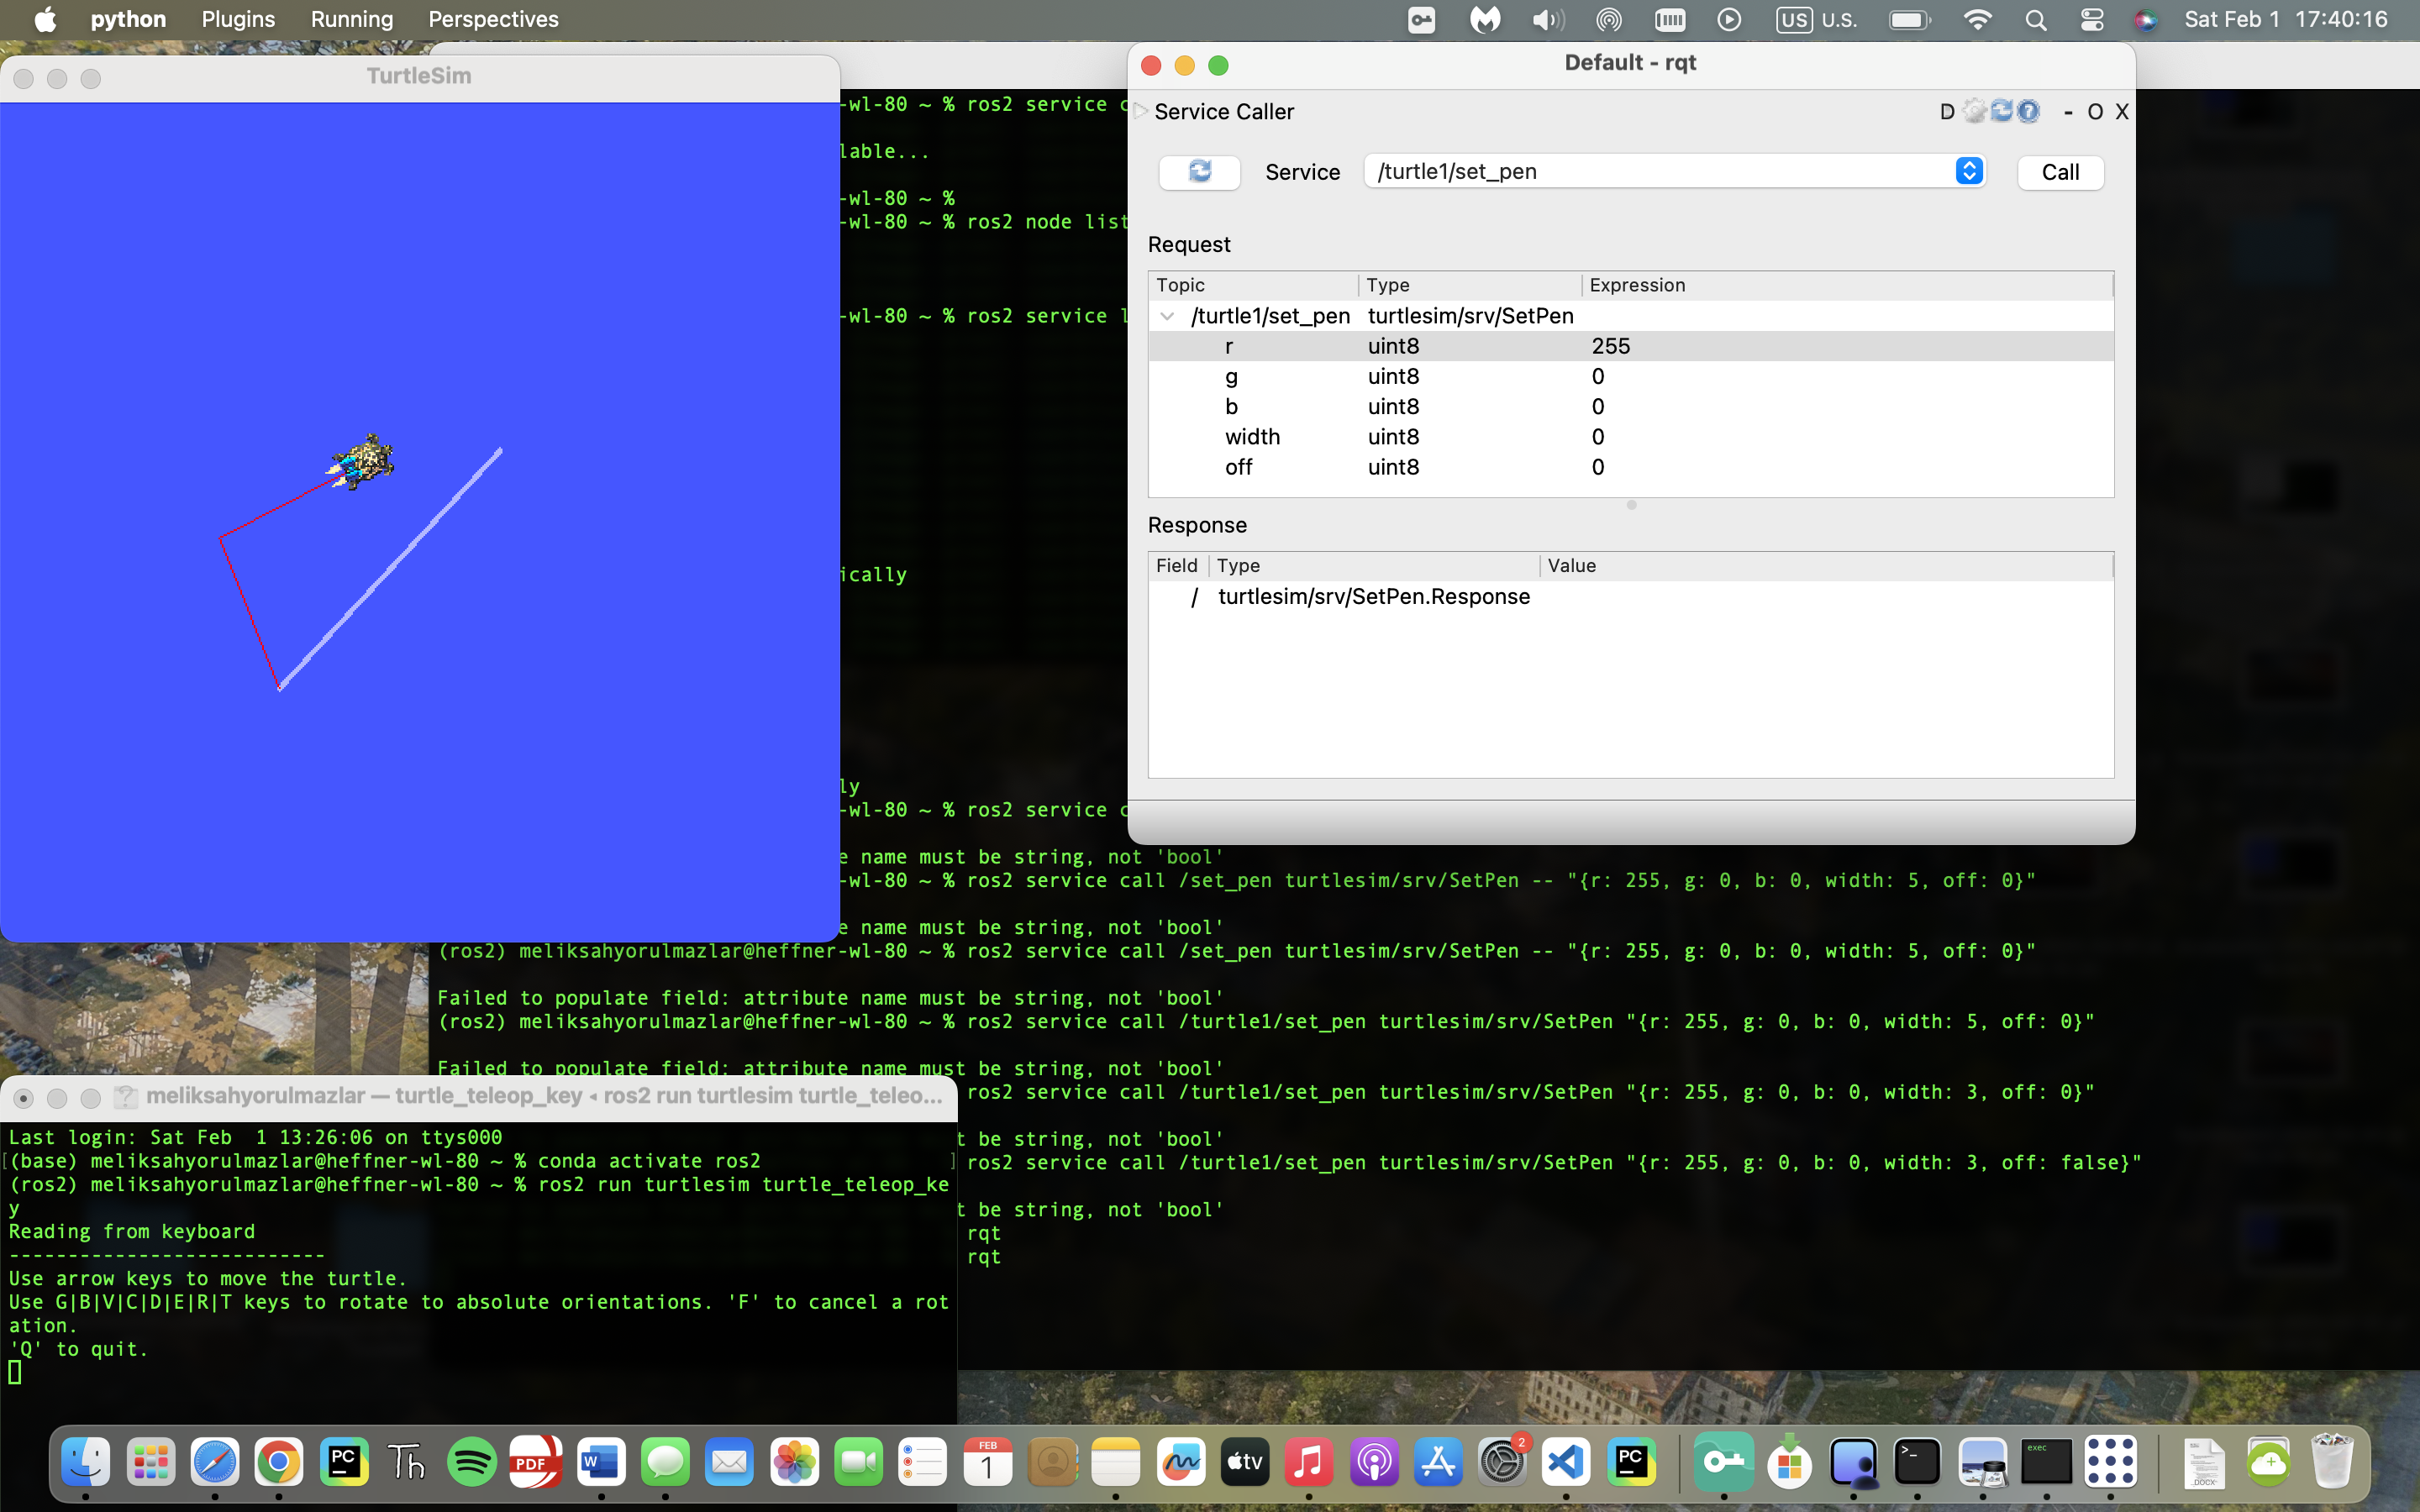 python Plugins Running Perspectives US U.S. Sat Feb 1 17:40:16
TurtleSim
-wl-80 ~ % ros2 service c
lable...
-wl-80 ~ %
-wl-80 ~ % ros2 node list
-wl-80 ~ % ros2 service l
ically
ly
-wl-80 ~ % ros2 service c
Default - rqt
Service Caller D - O X
Service /turtle1/set_pen Call
Request
Topic Type Expression
/turtle1/set_pen turtlesim/srv/SetPen
r uint8 255
g uint8 0
b uint8 0
width uint8 0
off uint8 0
Response
Field Type Value
/ turtlesim/srv/SetPen.Response
e name must be string, not 'bool'
-wl-80 ~ % ros2 service call /set_pen turtlesim/srv/SetPen -- "{r: 255, g: 0, b: 0, width: 5, off: 0}"
e name must be string, not 'bool'
(ros2) meliksahyorulmazlar@heffner-wl-80 ~ % ros2 service call /set_pen turtlesim/srv/SetPen -- "{r: 255, g: 0, b: 0, width: 5, off: 0}"
Failed to populate field: attribute name must be string, not 'bool'
(ros2) meliksahyorulmazlar@heffner-wl-80 ~ % ros2 service call /turtle1/set_pen turtlesim/srv/SetPen "{r: 255, g: 0, b: 0, width: 5, off: 0}"
Failed to populate field: attribute name must be string, not 'bool'
ros2 service call /turtle1/set_pen turtlesim/srv/SetPen "{r: 255, g: 0, b: 0, width: 3, off: 0}"
t be string, not 'bool'
ros2 service call /turtle1/set_pen turtlesim/srv/SetPen "{r: 255, g: 0, b: 0, width: 3, off: false}"
t be string, not 'bool'
rqt
rqt
meliksahyorulmazlar — turtle_teleop_key ◂ ros2 run turtlesim turtle_teleo...
Last login: Sat Feb  1 13:26:06 on ttys000
[(base) meliksahyorulmazlar@heffner-wl-80 ~ % conda activate ros2 ]
(ros2) meliksahyorulmazlar@heffner-wl-80 ~ % ros2 run turtlesim turtle_teleop_ke
y
Reading from keyboard
---------------------------
Use arrow keys to move the turtle.
Use G|B|V|C|D|E|R|T keys to rotate to absolute orientations. 'F' to cancel a rot
ation.
'Q' to quit.
PC Th PDF W FEB 1 tv 2 PC >_ exec .DOCX